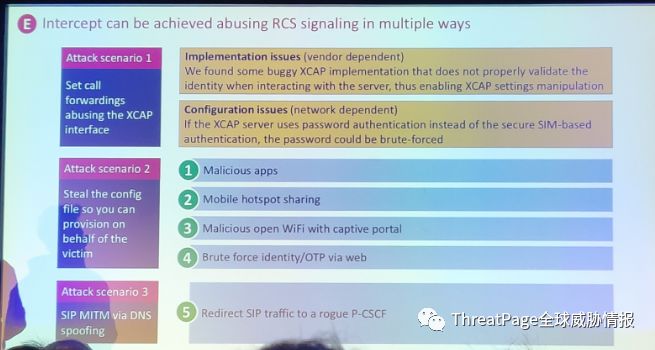 E Intercept can be achieved abusing RCS signaling in multiple ways
Attack scenario 1
Set call
forwardings
abusing the XCAP
interface
Implementation issues (vendor dependent)
We found some buggy XCAP implementation that does not properly validate the
identity when interacting with the server, thus enabling XCAP settings manipulation
Configuration issues (network dependent)
If the XCAP server uses password authentication instead of the secure SIM-based
authentication, the password could be brute-forced
Attack scenario 2
Steal the config
file so you can
provision on
behalf of the
victim
1 Malicious apps
2 Mobile hotspot sharing
3 Malicious open WiFi with captive portal
4 Brute force identity/OTP via web
Attack scenario 3
SIP MITM via DNS
spoofing
5 Redirect SIP traffic to a rogue P-CSCF
ThreatPage全球威胁情报